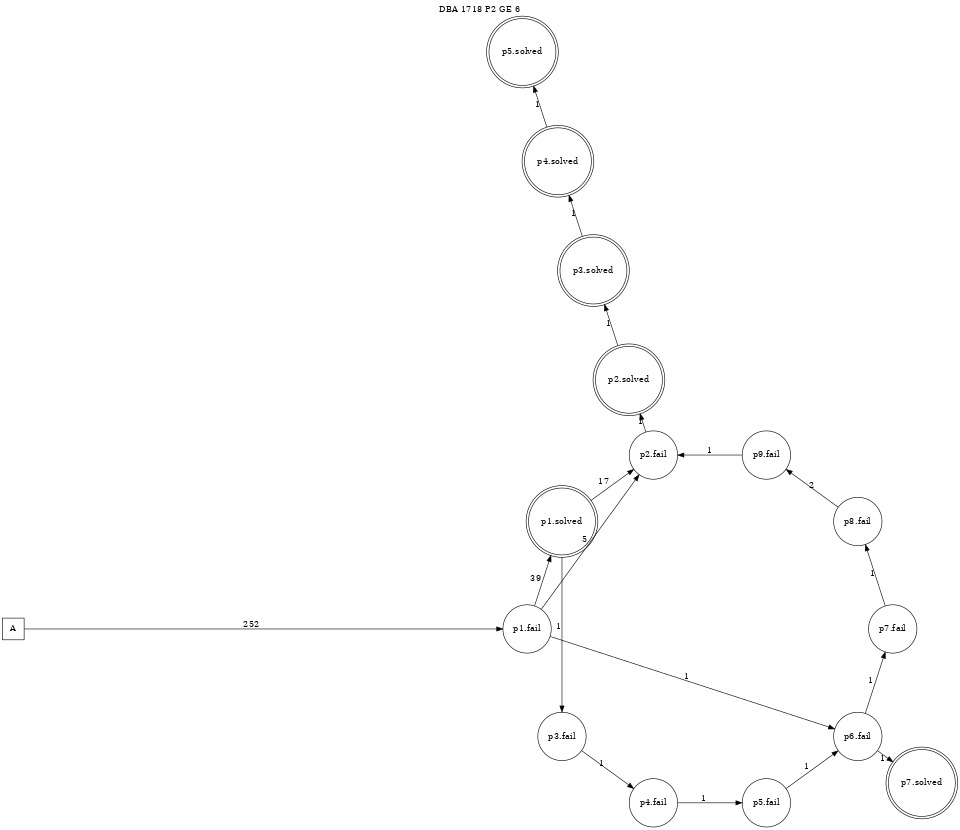 DBA 1718 P2 GE 6
p5.solved
1
p4.solved
1
p3.solved
1
p2.solved
1
p2.fail
1
p9.fail
17
2
p1.solved
p8.fail
5
39
1
A
252
p1.fail
1
p7.fail
1
1
p3.fail
p6.fail
1
1
1
p7.solved
p4.fail
1
p5.fail